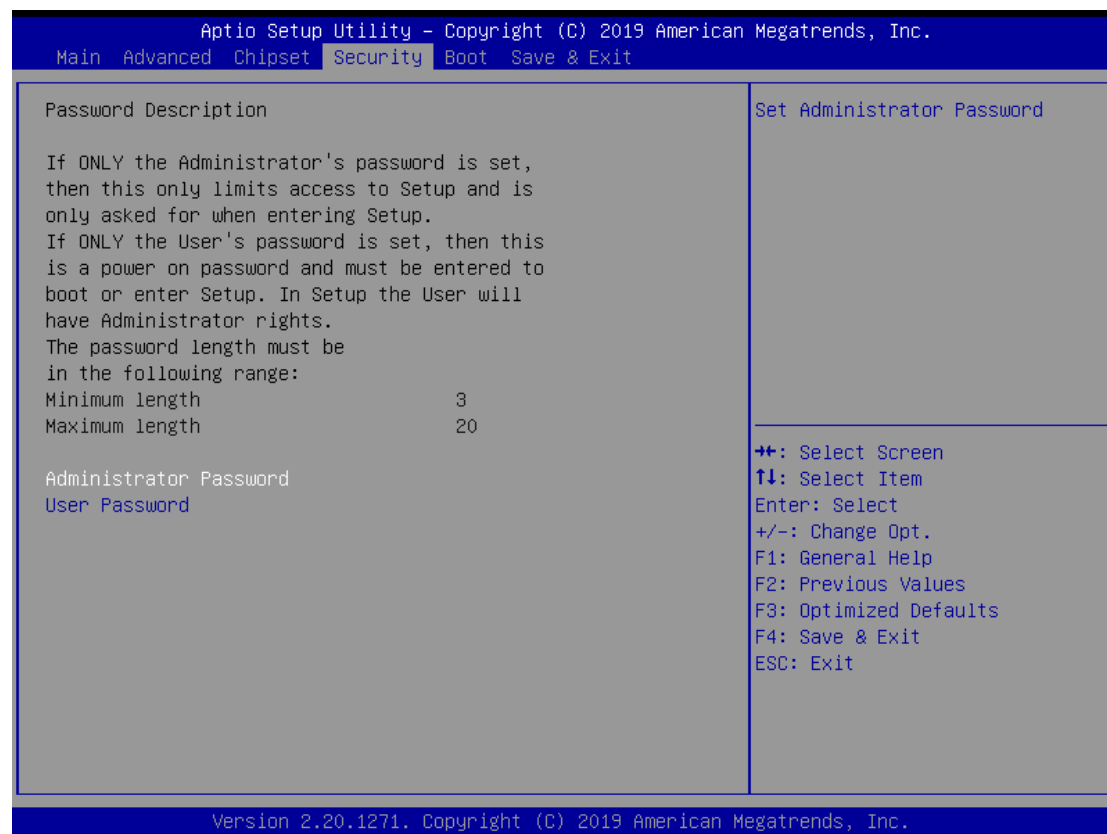 Aptio Setup Utility – Copyright (C) 2019 American Megatrends, Inc.
Main Advanced Chipset Security Boot Save & Exit
Password Description
If ONLY the Administrator's password is set,
then this only limits access to Setup and is
only asked for when entering Setup.
If ONLY the User's password is set, then this
is a power on password and must be entered to
boot or enter Setup. In Setup the User will
have Administrator rights.
The password length must be
in the following range:
Minimum length 3
Maximum length 20
Administrator Password
User Password
Set Administrator Password
→←: Select Screen
↑↓: Select Item
Enter: Select
+/-: Change Opt.
F1: General Help
F2: Previous Values
F3: Optimized Defaults
F4: Save & Exit
ESC: Exit
Version 2.20.1271. Copyright (C) 2019 American Megatrends, Inc.